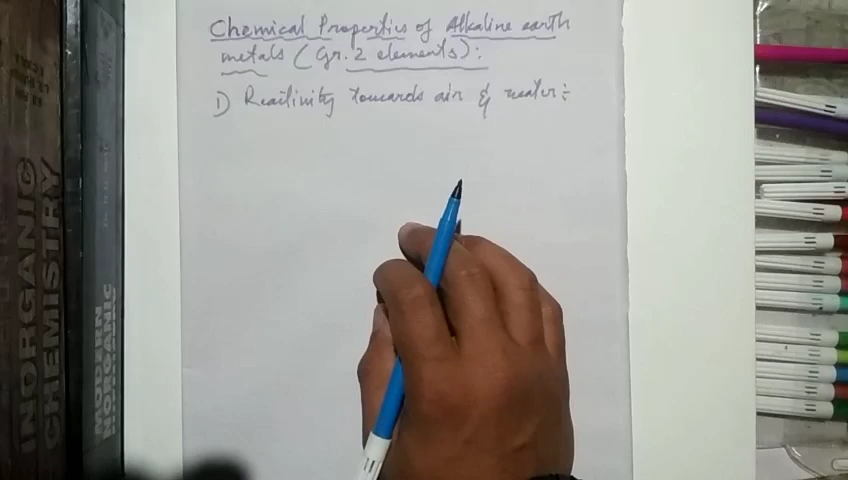 Chemical Properties of Alkaline earth
metals (Gr. 2 elements):
1) Reactivity towards air & water:
INORGANIC
CHEMISTRY
MODERN
INORGANIC